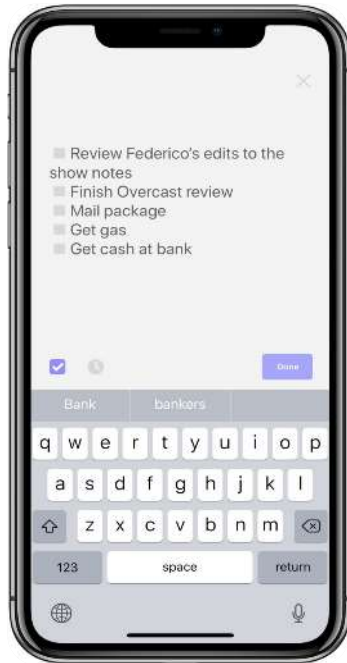 Review Federico's edits to the
show notes
Finish Overcast review
Mail package
Get gas
Get cash at bank
Done
Bank bankers
q w e r t y u i o p
a s d f g h j k l
z x c v b n m
123 space return